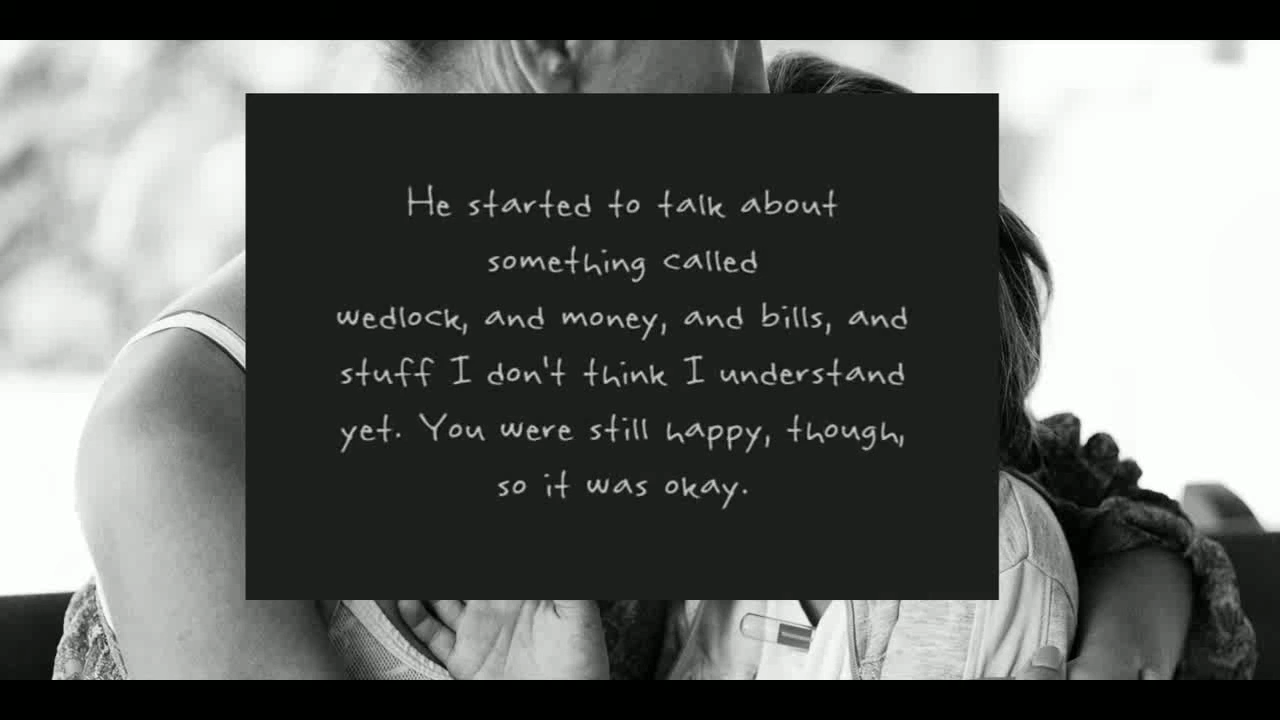 He started to talk about
something called
wedlock, and money, and bills, and
stuff I don't think I understand
yet. You were still happy, though,
so it was okay.